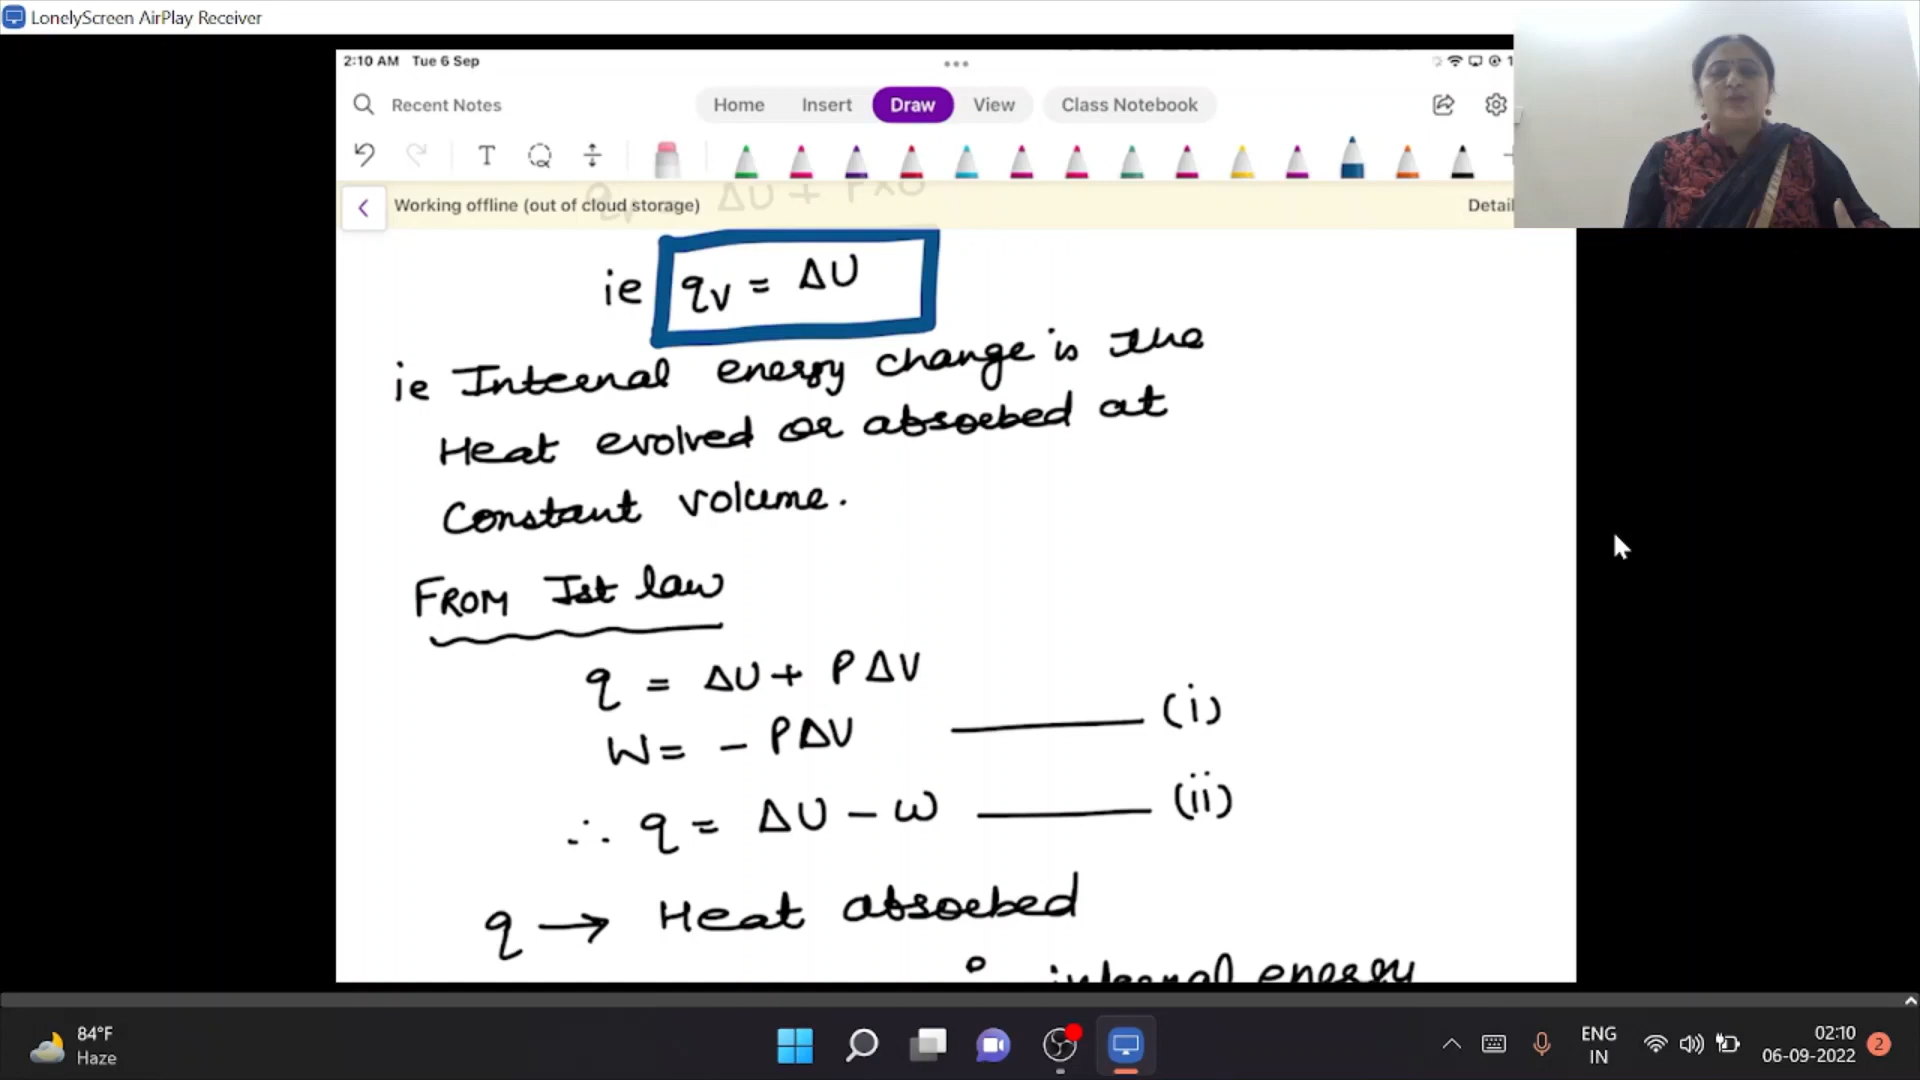 LonelyScreen AirPlay Receiver
2:10 AM Tue 6 Sep
Recent Notes
Home Insert Draw View Class Notebook
T
ΔU +
Working offline (out of cloud storage)
Detail
ie qv = ΔU
ie Internal energy change is the
Heat evolved or absorbed at
Constant volume.
FROM Ist law
q = ΔU + PΔV
W = - PΔV (i)
∴ q = ΔU - w (ii)
q → Heat absorbed
internal energy
84°F
Haze
ENG
IN
02:10
06-09-2022
2